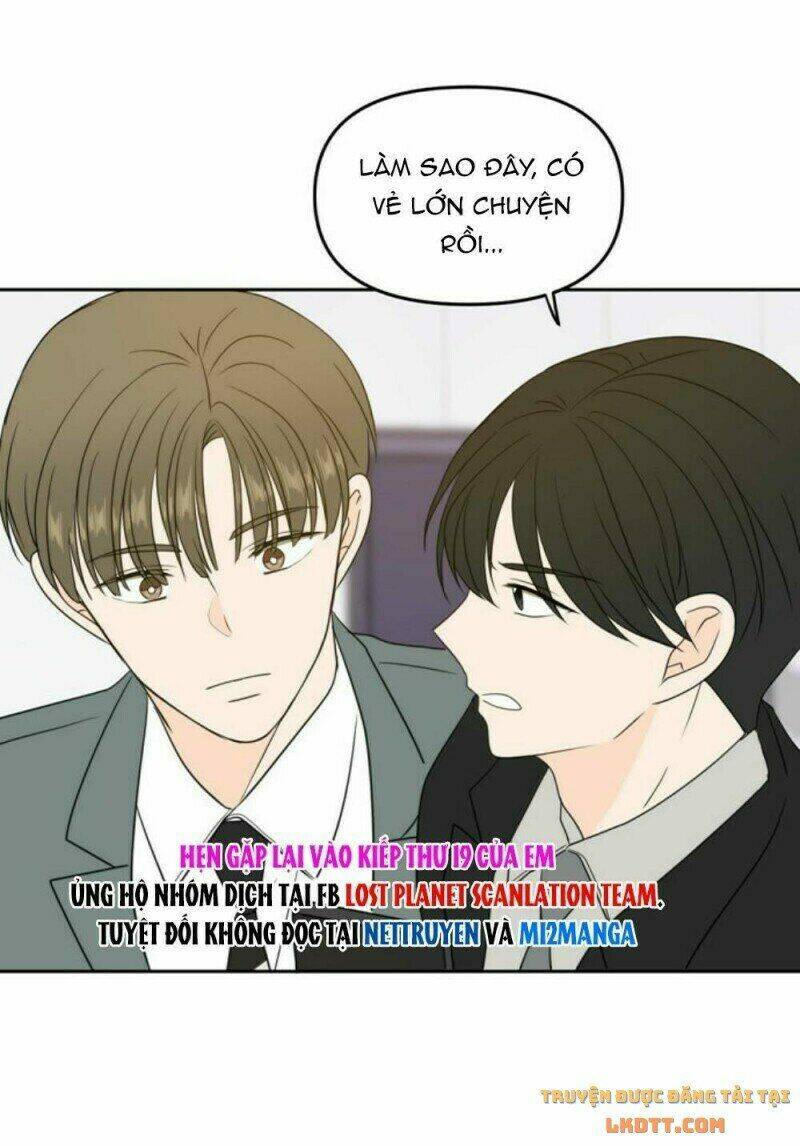 LÀM SAO ĐÂY, CÓ
VẺ LỚN CHUYỆN
RỒI...
HẸN GẶP LẠI VÀO KIẾP THỨ 19 CỦA EM
ỦNG HỘ NHÓM DỊCH TẠI FB LOST PLANET SCANLATION TEAM.
TUYỆT ĐỐI KHÔNG ĐỌC TẠI NETTRUYEN VÀ MI2MANGA
TRUYỆN ĐƯỢC ĐĂNG TẢI TẠI
LKDTT.COM